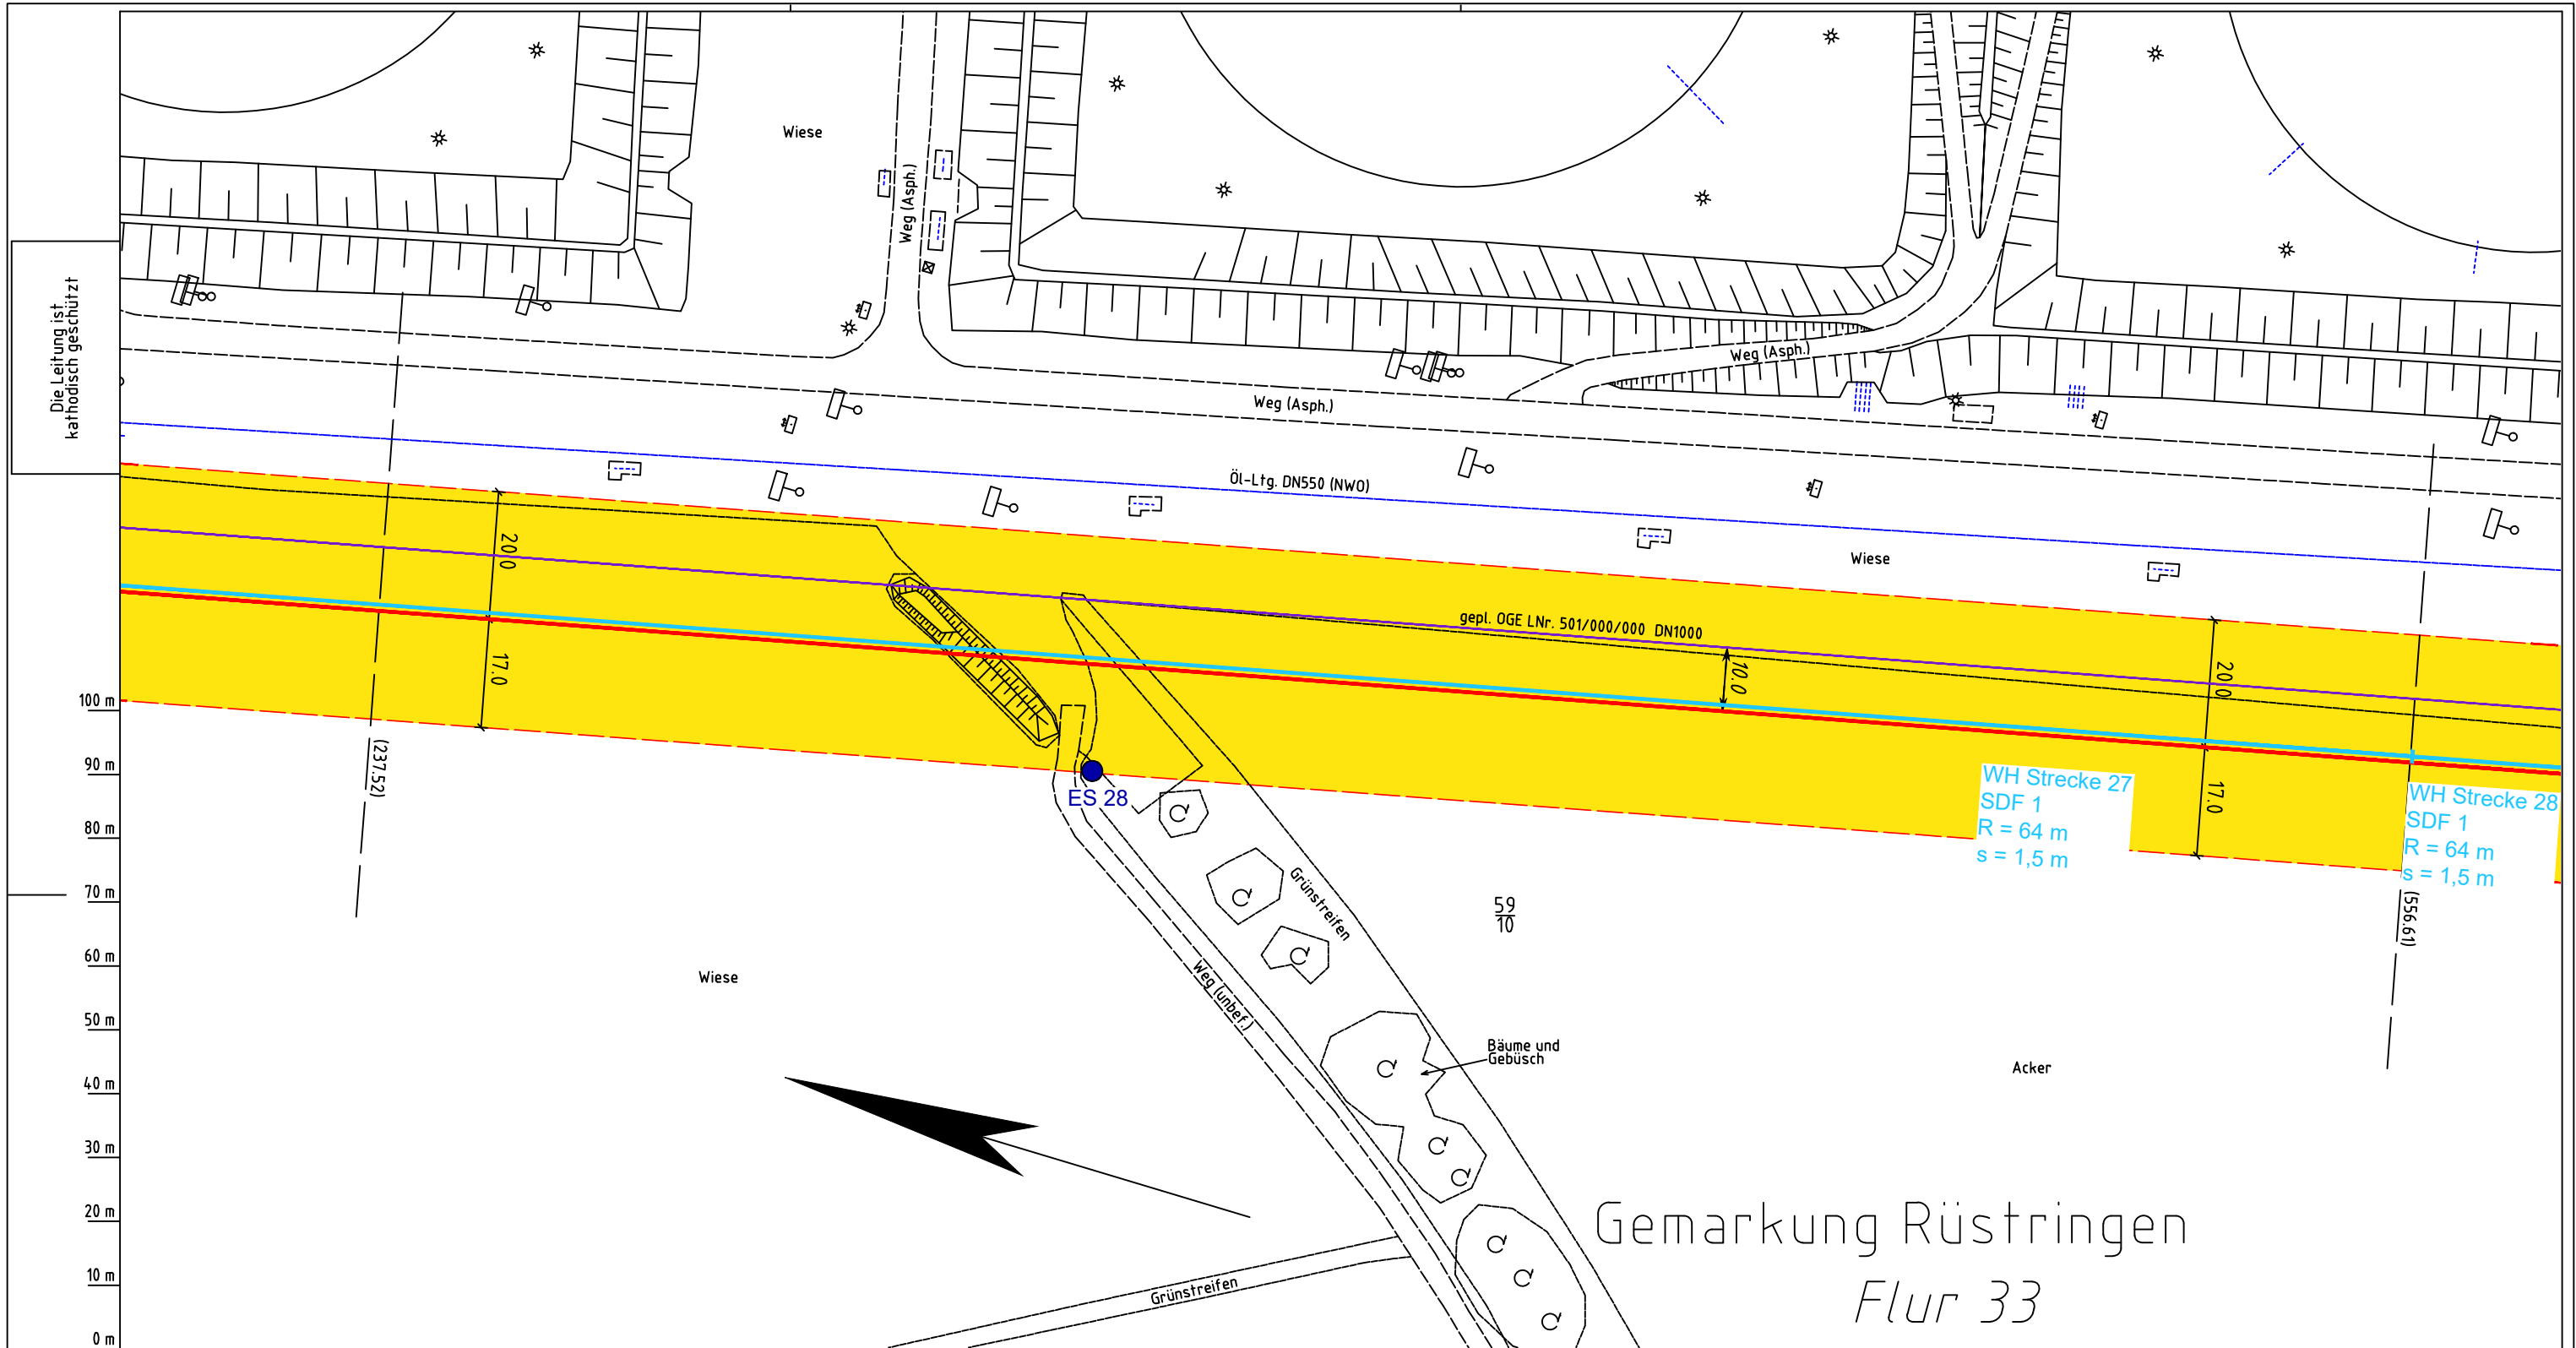 Wiese
Weg (Asph.)
Die Leitung ist
kathodisch geschützt
Weg (Asph.)
Weg (Asph.)
Öl-Ltg. DN550 (NWO)
Wiese
20.0
17.0
gepl. OGE LNr. 501/000/000 DN1000
10.0
20.0
17.0
(237.52)
ES 28
WH Strecke 27
SDF 1
R = 64 m
s = 1,5 m
WH Strecke 28
SDF 1
R = 64 m
s = 1,5 m
(556.61)
100 m
90 m
80 m
70 m
60 m
50 m
40 m
30 m
20 m
10 m
0 m
Grünstreifen
59
10
Wiese
Weg (unbef.)
Bäume und
Gebüsch
Acker
Grünstreifen
Gemarkung Rüstringen
Flur 33